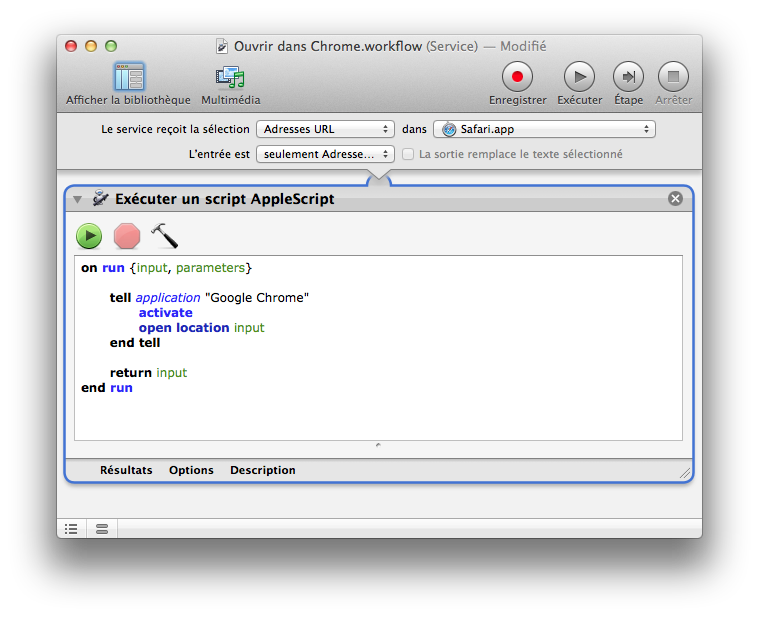 Ouvrir dans Chrome.workflow (Service) — Modifié
Afficher la bibliothèque Multimédia Enregistrer Exécuter Étape Arrêter
Le service reçoit la sélection Adresses URL dans Safari.app
L'entrée est seulement Adresse... La sortie remplace le texte sélectionné
Exécuter un script AppleScript
on run {input, parameters}
tell application "Google Chrome"
activate
open location input
end tell
return input
end run
Résultats Options Description